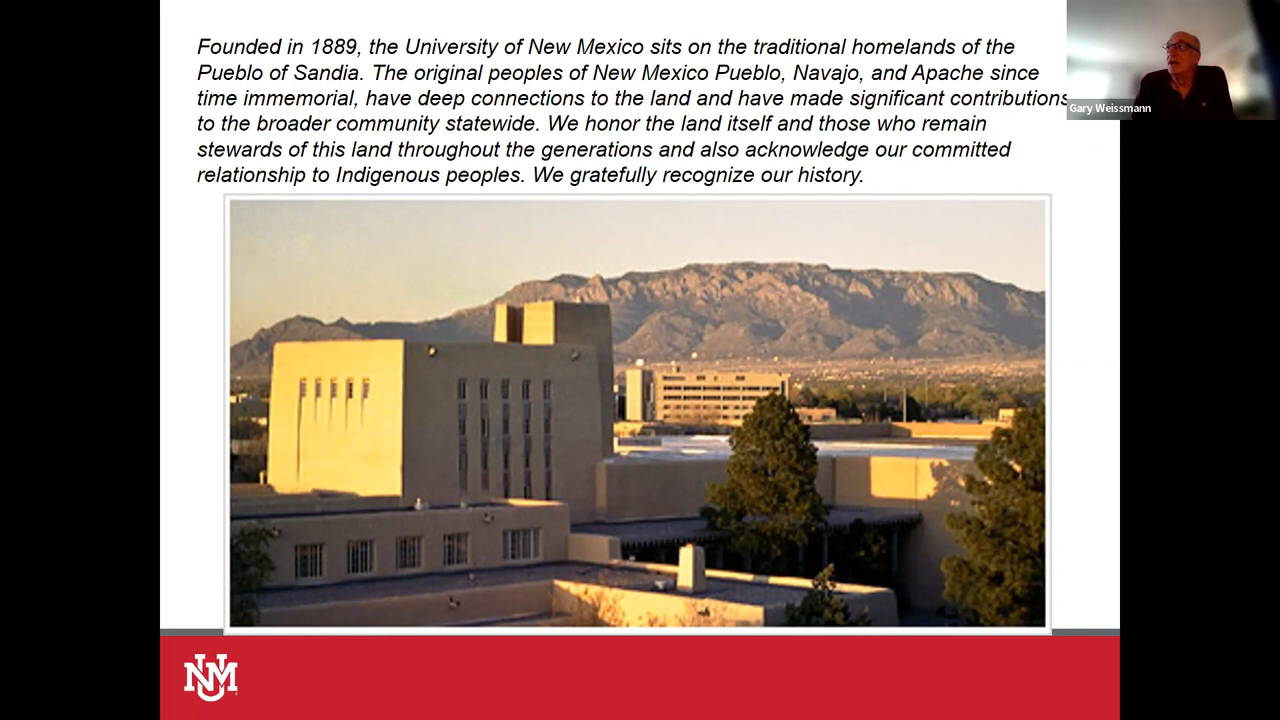 Founded in 1889, the University of New Mexico sits on the traditional homelands of the
Pueblo of Sandia. The original peoples of New Mexico Pueblo, Navajo, and Apache since
time immemorial, have deep connections to the land and have made significant contributions
to the broader community statewide. We honor the land itself and those who remain
stewards of this land throughout the generations and also acknowledge our committed
relationship to Indigenous peoples. We gratefully recognize our history.
Gary Weissmann
UNM